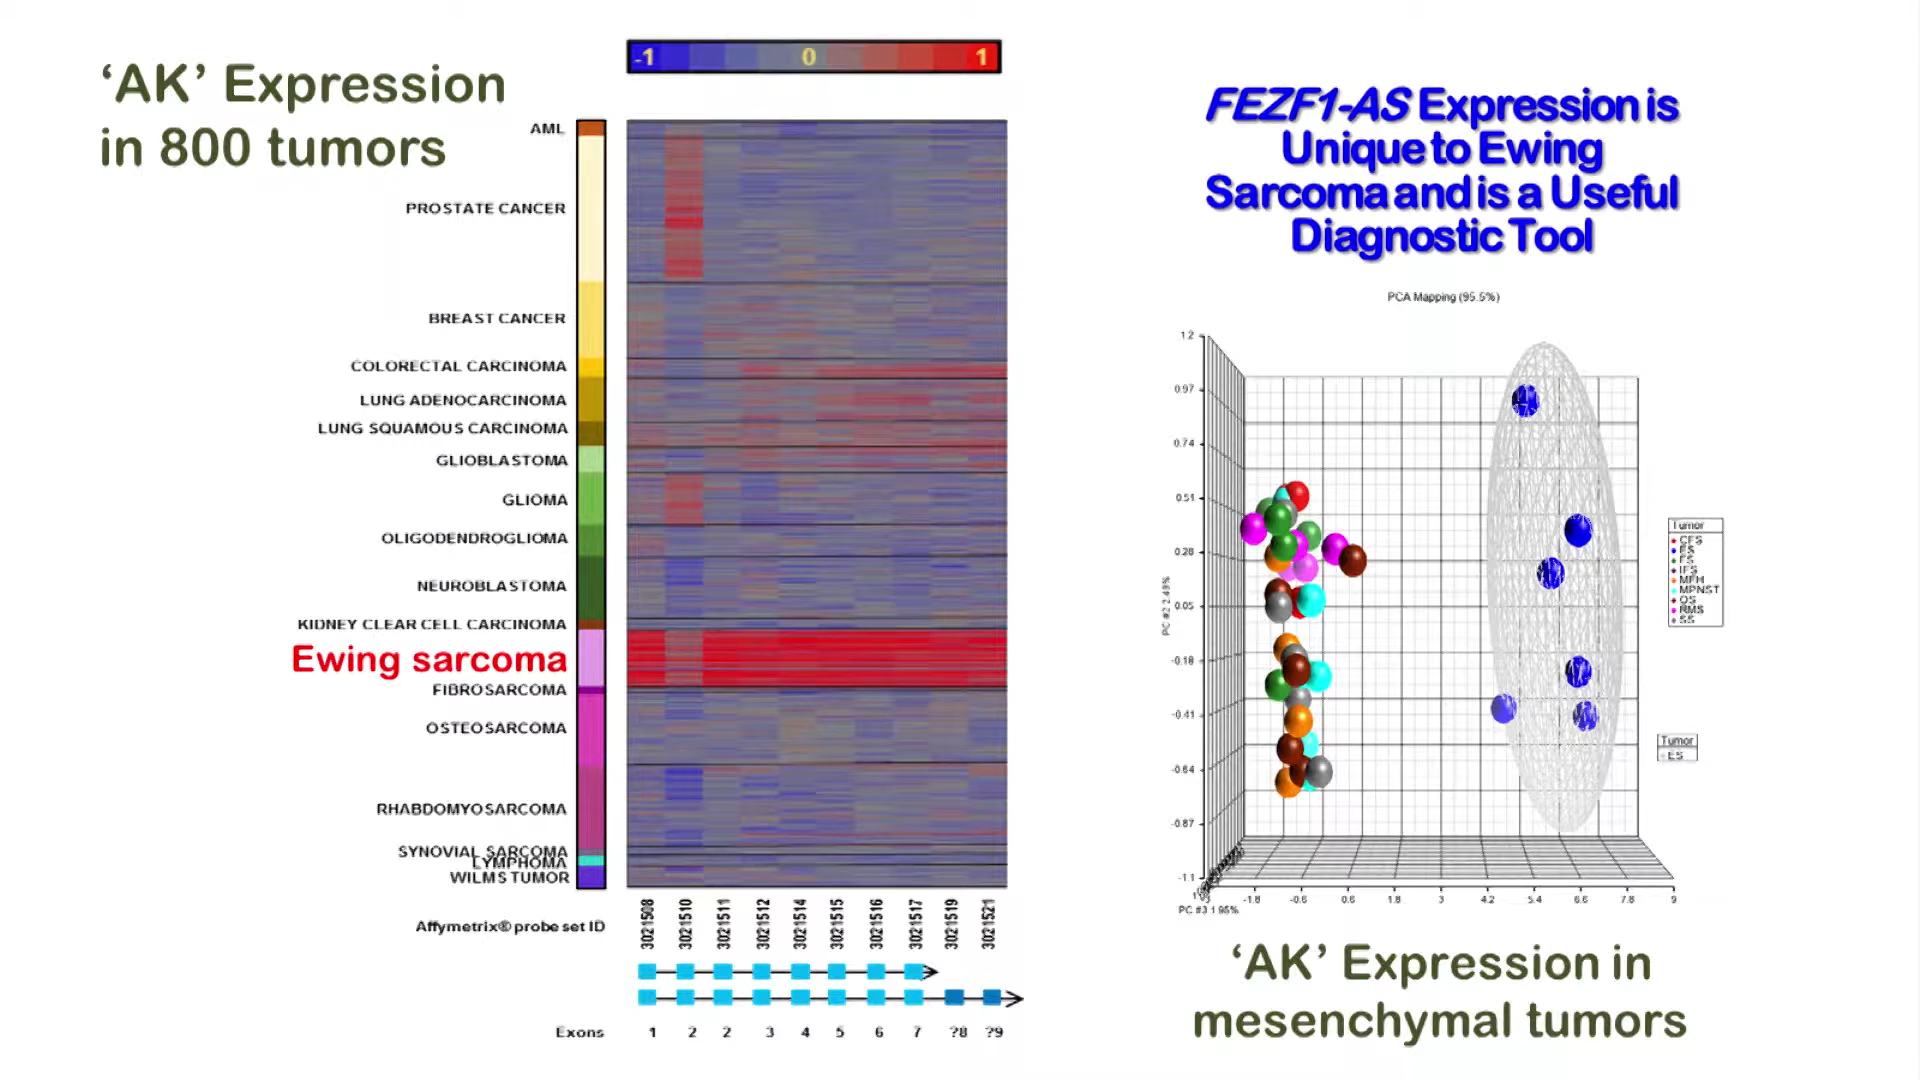 ‘AK’ Expression
in 800 tumors
-1 0 1
AML
PROSTATE CANCER
BREAST CANCER
COLORECTAL CARCINOMA
LUNG ADENOCARCINOMA
LUNG SQUAMOUS CARCINOMA
GLIOBLASTOMA
GLIOMA
OLIGODENDROGLIOMA
NEUROBLASTOMA
KIDNEY CLEAR CELL CARCINOMA
Ewing sarcoma
FIBROSARCOMA
OSTEOSARCOMA
RHABDOMYOSARCOMA
SYNOVIAL SARCOMA
LYMPHOMA
WILMS TUMOR
Affymetrix® probe set ID
3021508 3021510 3021511 3021512 3021514 3021515 3021516 3021517 3021519 3021521
Exons 1 2 2 3 4 5 6 7 ?8 ?9
FEZF1-AS Expression is
Unique to Ewing
Sarcoma and is a Useful
Diagnostic Tool
PCA Mapping (95.5%)
1.2
0.97
0.74
0.51
0.28
0.05
-0.18
-0.41
-0.64
-0.87
-1.1
PC #2 2.49%
-1.8 -0.6 0.6 1.8 3 4.2 5.4 6.6 7.8 9
PC #3 1.95%
Tumor
CFS
ES
FS
IFS
MFH
MPNST
OS
RMS
SS
Tumor
ES
‘AK’ Expression in
mesenchymal tumors